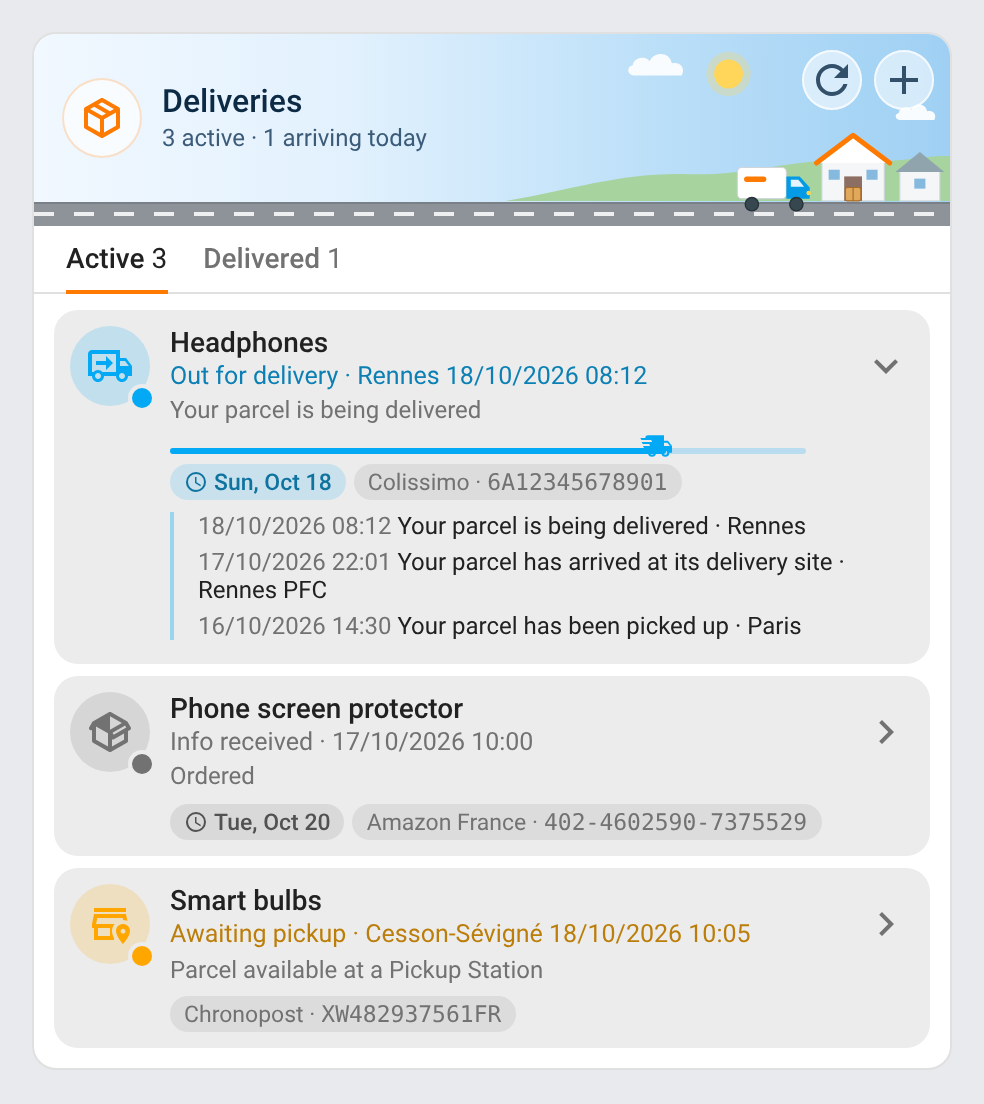 Deliveries
3 active · 1 arriving today
Active 3 Delivered 1
Headphones
Out for delivery · Rennes 18/10/2026 08:12
Your parcel is being delivered
Sun, Oct 18 Colissimo · 6A12345678901
18/10/2026 08:12 Your parcel is being delivered · Rennes
17/10/2026 22:01 Your parcel has arrived at its delivery site ·
Rennes PFC
16/10/2026 14:30 Your parcel has been picked up · Paris
Phone screen protector
Info received · 17/10/2026 10:00
Ordered
Tue, Oct 20 Amazon France · 402-4602590-7375529
Smart bulbs
Awaiting pickup · Cesson-Sévigné 18/10/2026 10:05
Parcel available at a Pickup Station
Chronopost · XW482937561FR